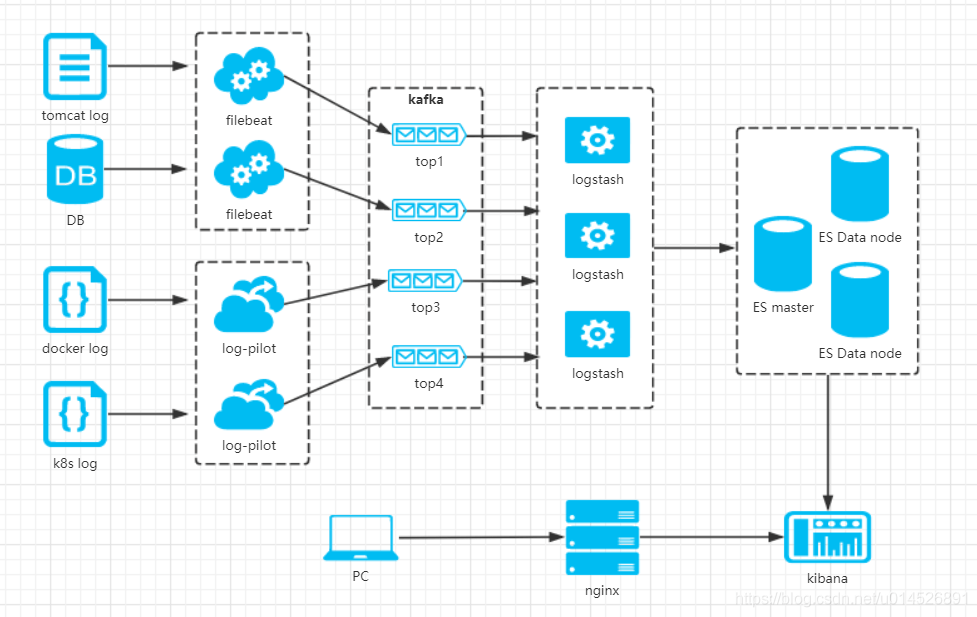 tomcat log
DB
DB
docker log
k8s log
filebeat
filebeat
log-pilot
log-pilot
kafka
top1
top2
top3
top4
logstash
logstash
logstash
ES Data node
ES master
ES Data node
PC
nginx
kibana
https://blog.csdn.net/u014526891